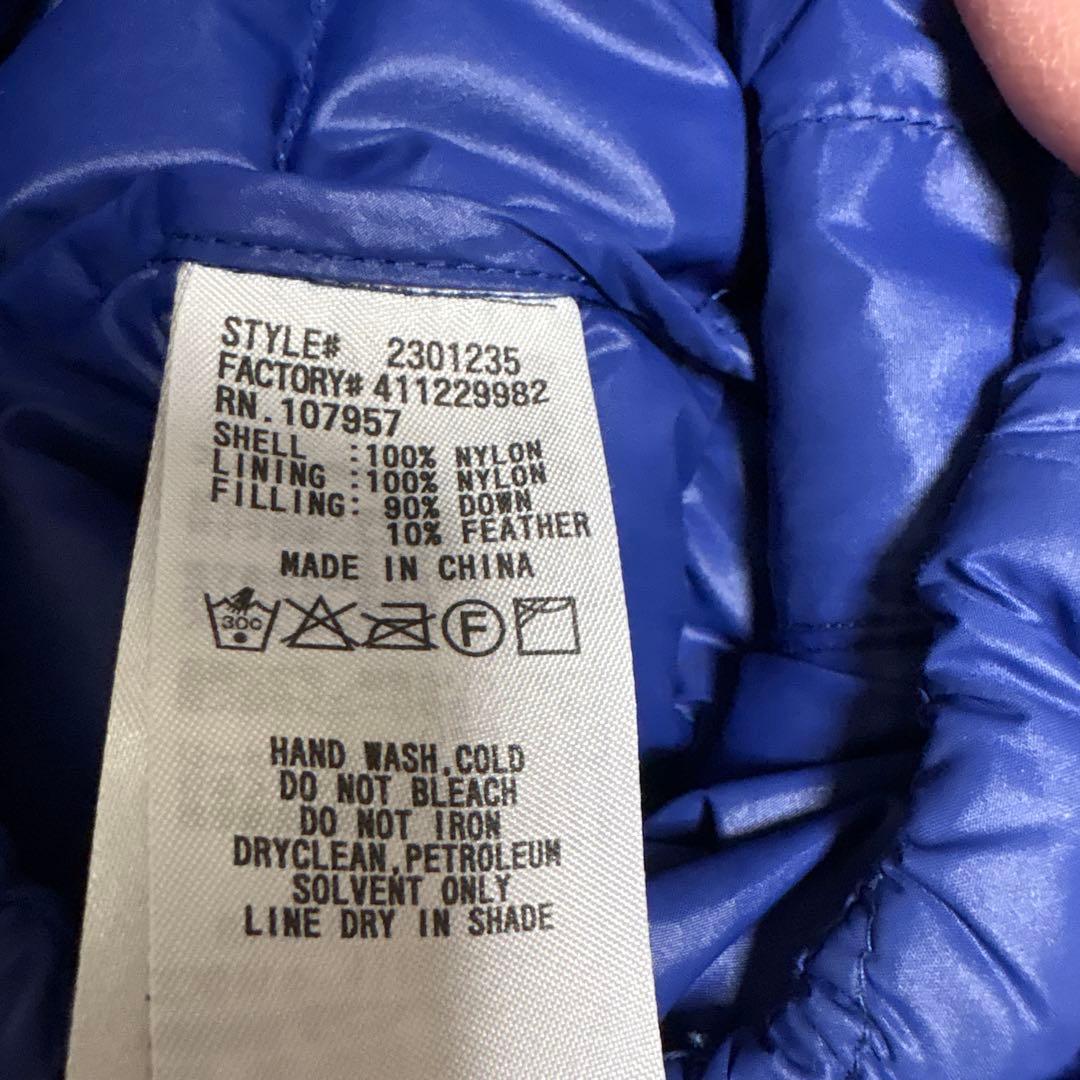 STYLE# 2301235
FACTORY# 411229982
RN.107957
SHELL :100% NYLON
LINING :100% NYLON
FILLING: 90% DOWN
10% FEATHER
MADE IN CHINA
30c
F
HAND WASH,COLD
DO NOT BLEACH
DO NOT IRON
DRYCLEAN,PETROLEUM
SOLVENT ONLY
LINE DRY IN SHADE